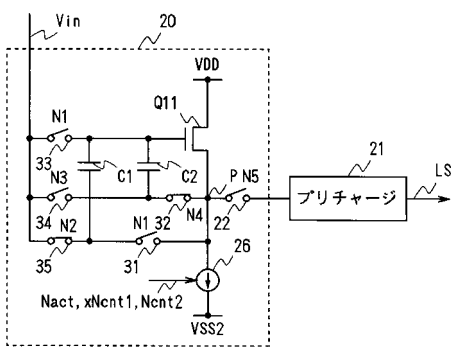 Vin
20
VDD
Q11
N1
33
C1
C2
N3
34
N4
P
N5
22
21
プリチャージ
LS
N2
35
N1
32
31
26
Nact,xNcnt1,Ncnt2
VSS2